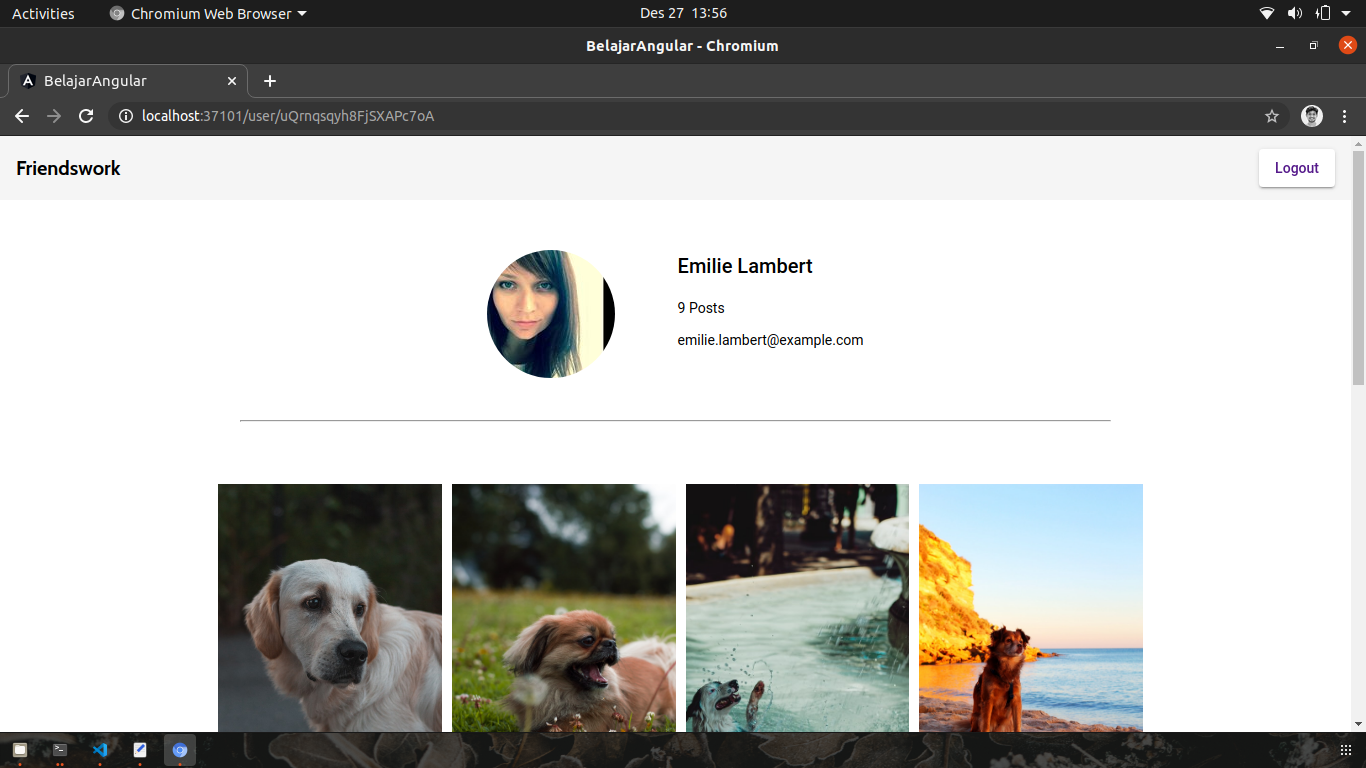 Activities
Chromium Web Browser
Des 27 13:56
BelajarAngular - Chromium
BelajarAngular
localhost:37101/user/uQrnqsqyh8FjSXAPc7oA
Friendswork
Logout
Emilie Lambert
9 Posts
emilie.lambert@example.com